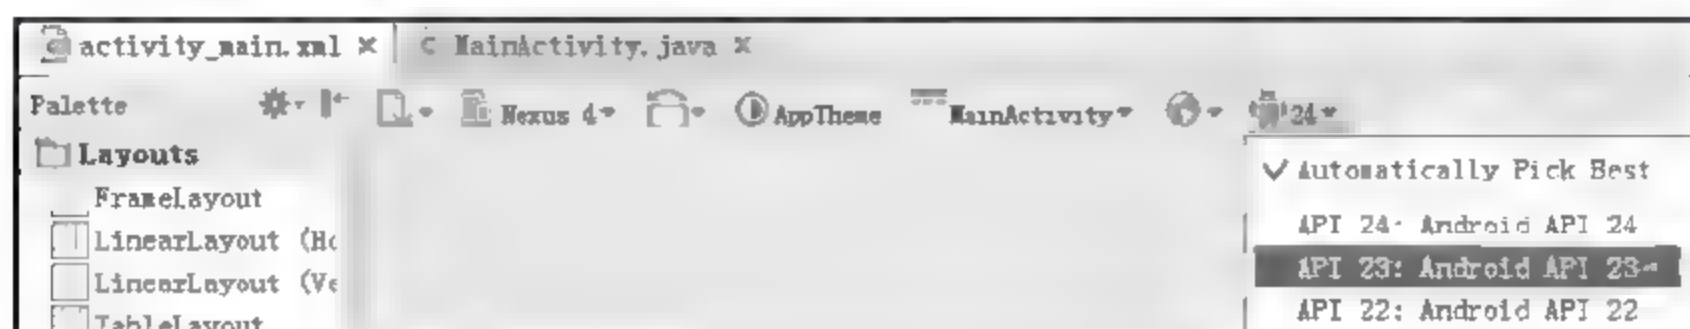 activity_main.xml × C MainActivity.java ×
Palette Nexus 4 AppTheme MainActivity 24
Layouts
FrameLayout
LinearLayout (Ho
LinearLayout (Ve
TableLayout
Automatically Pick Best
API 24: Android API 24
API 23: Android API 23
API 22: Android API 22